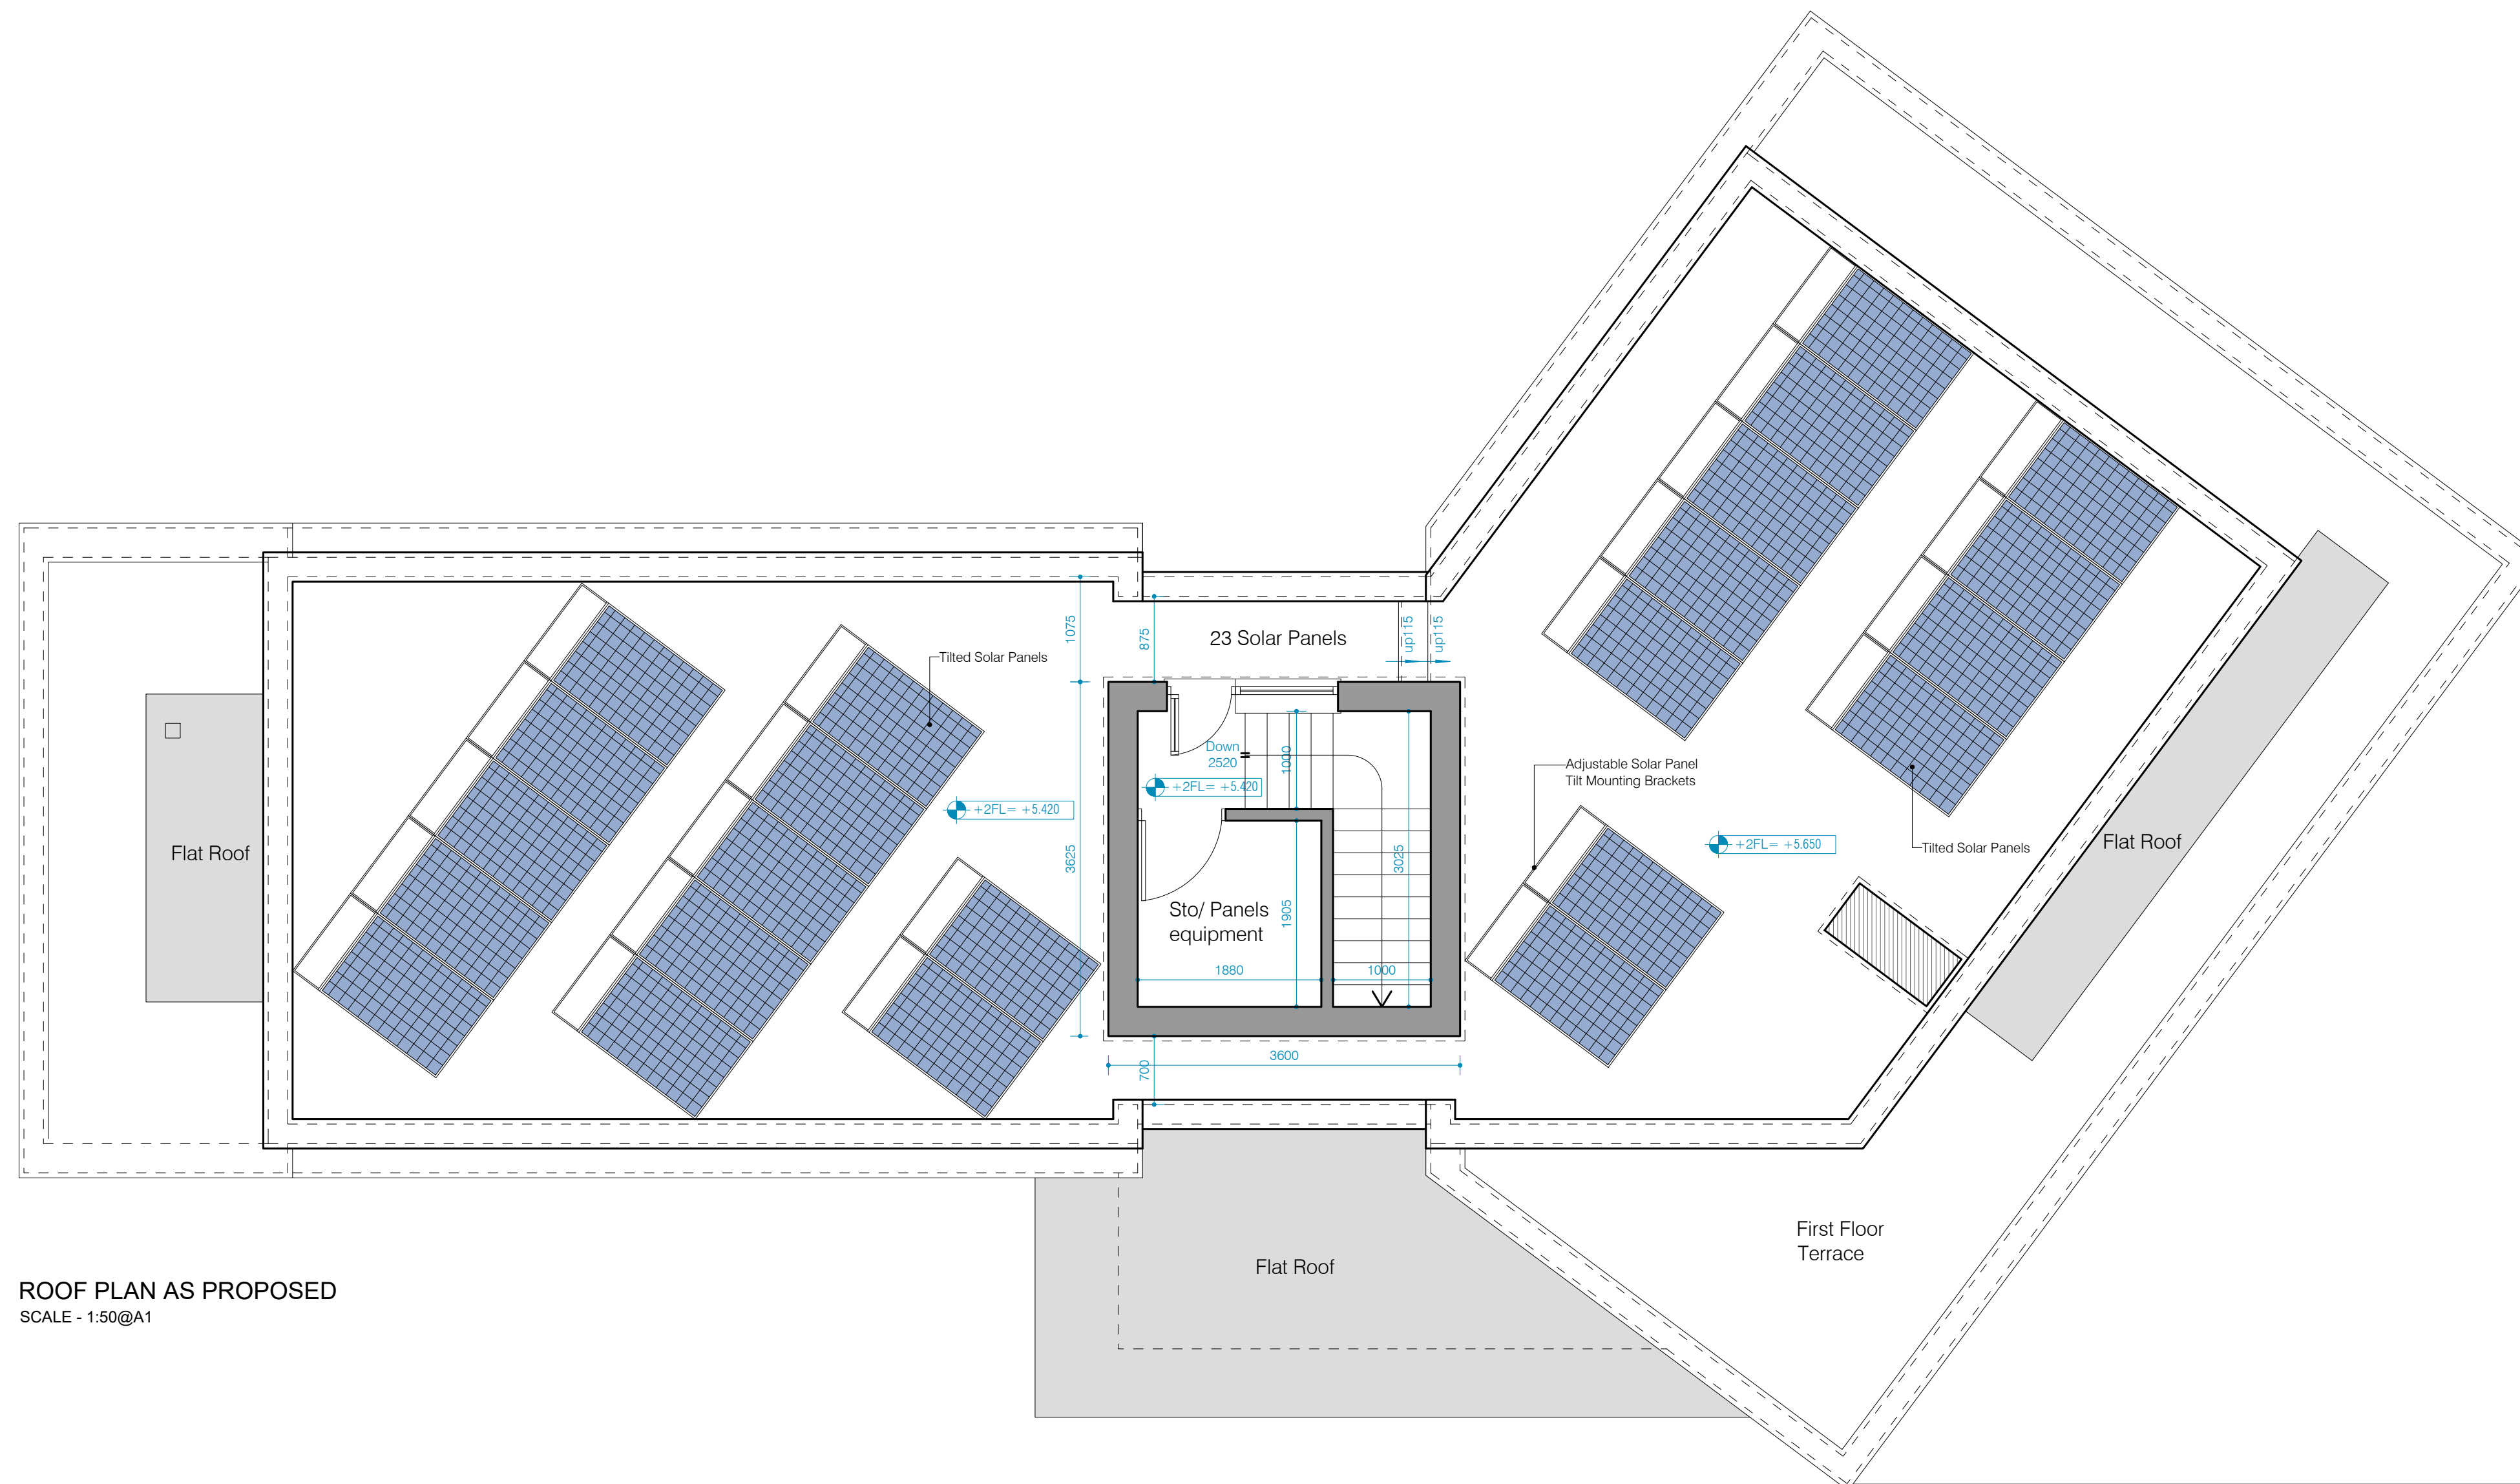 23 Solar Panels
up115
up115
1075
875
Tilted Solar Panels
Down
2520
1000
+2FL= +5.420
+2FL= +5.420
Adjustable Solar Panel
Tilt Mounting Brackets
+2FL= +5.650
Tilted Solar Panels
Flat Roof
Flat Roof
3625
3025
Sto/ Panels
equipment
1905
1880
1000
3600
700
First Floor
Terrace
Flat Roof
ROOF PLAN AS PROPOSED
SCALE - 1:50@A1